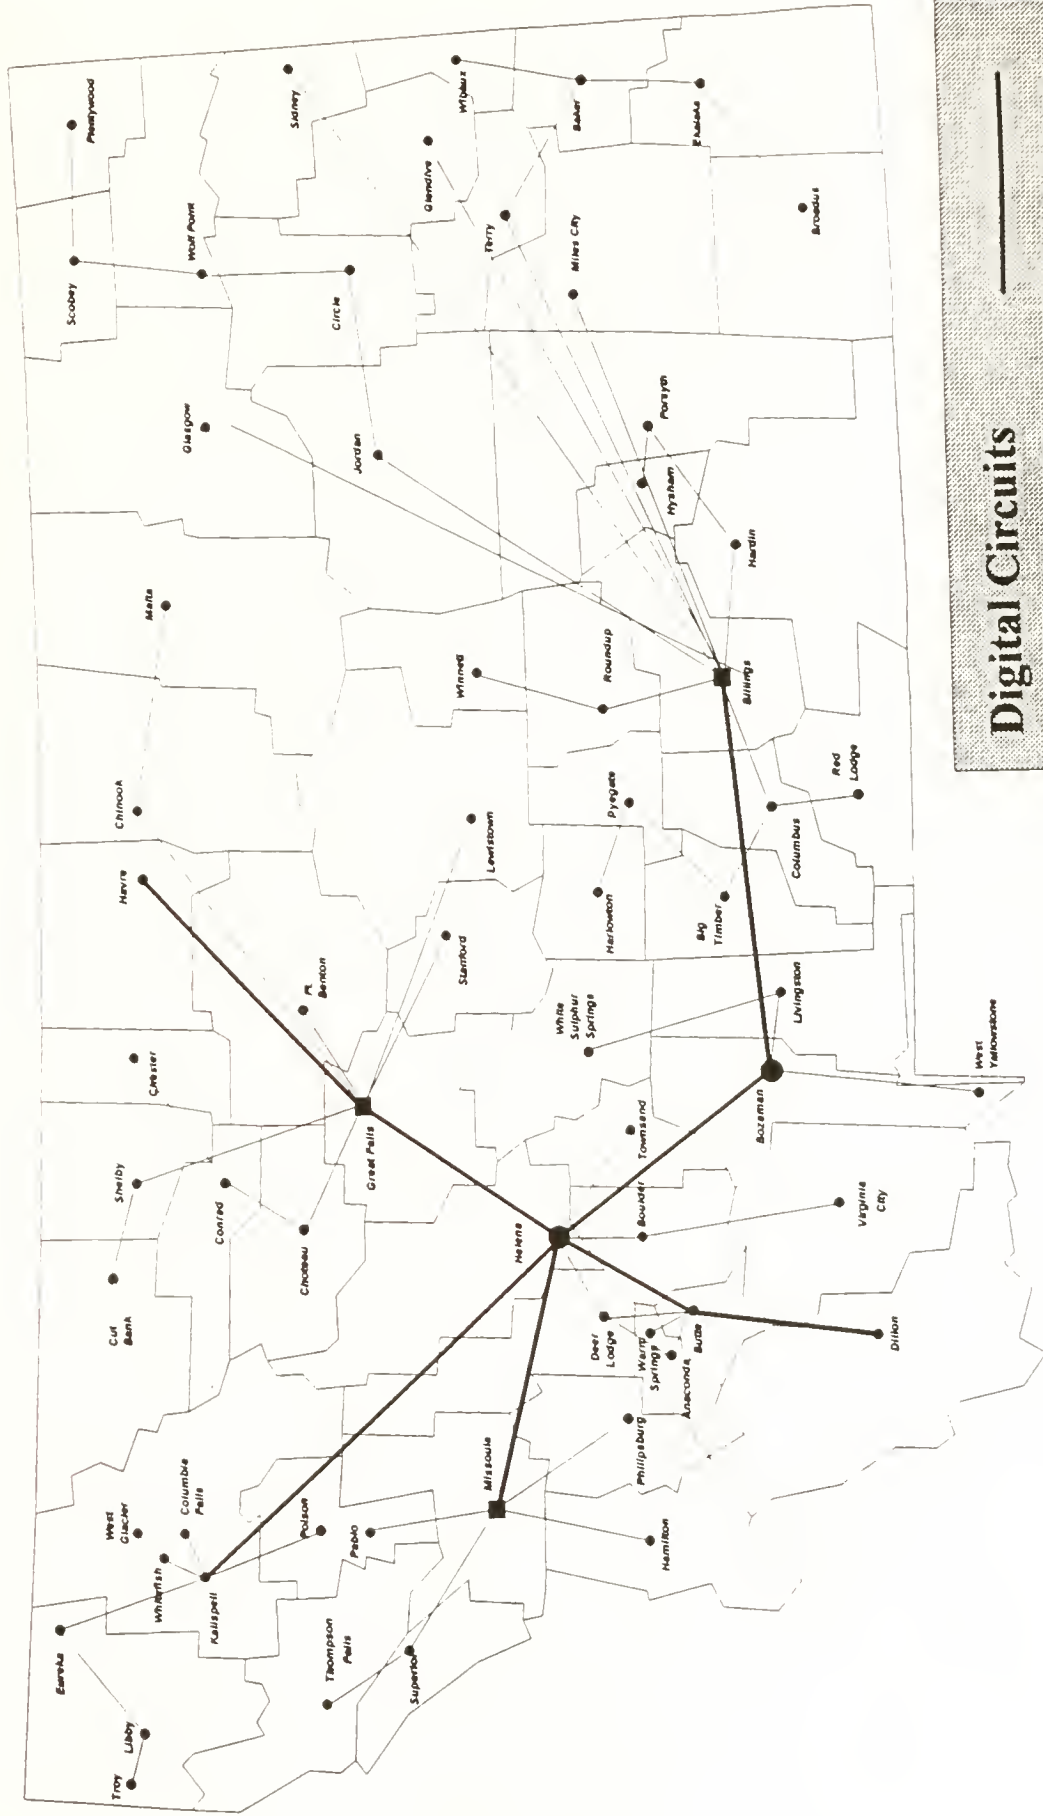 Troy
Libby
Eureka
Whitefish
West
Glacier
Columbia
Falls
Kalispell
Polson
Pablo
Thompson
Falls
Superior
Missoula
Hamilton
Philipsburg
Cut
Bank
Shelby
Conrad
Choteau
Chester
Great Falls
Ft.
Benton
Havre
Chinook
Malta
Helena
Deer
Lodge
Warm
Springs
Anaconda
Butte
Dillon
Boulder
Townsend
Virginia
City
Bozeman
West
Yellowstone
Livingston
White
Sulphur
Springs
Stanford
Lewistown
Harlowton
Ryegate
Big
Timber
Columbus
Red
Lodge
Billings
Roundup
Winnett
Hardin
Hysham
Forsyth
Jordan
Glasgow
Circle
Wolf Point
Scobey
Plentywood
Sidney
Glendive
Wibaux
Terry
Miles City
Baker
Ekalaka
Broadus
Digital Circuits